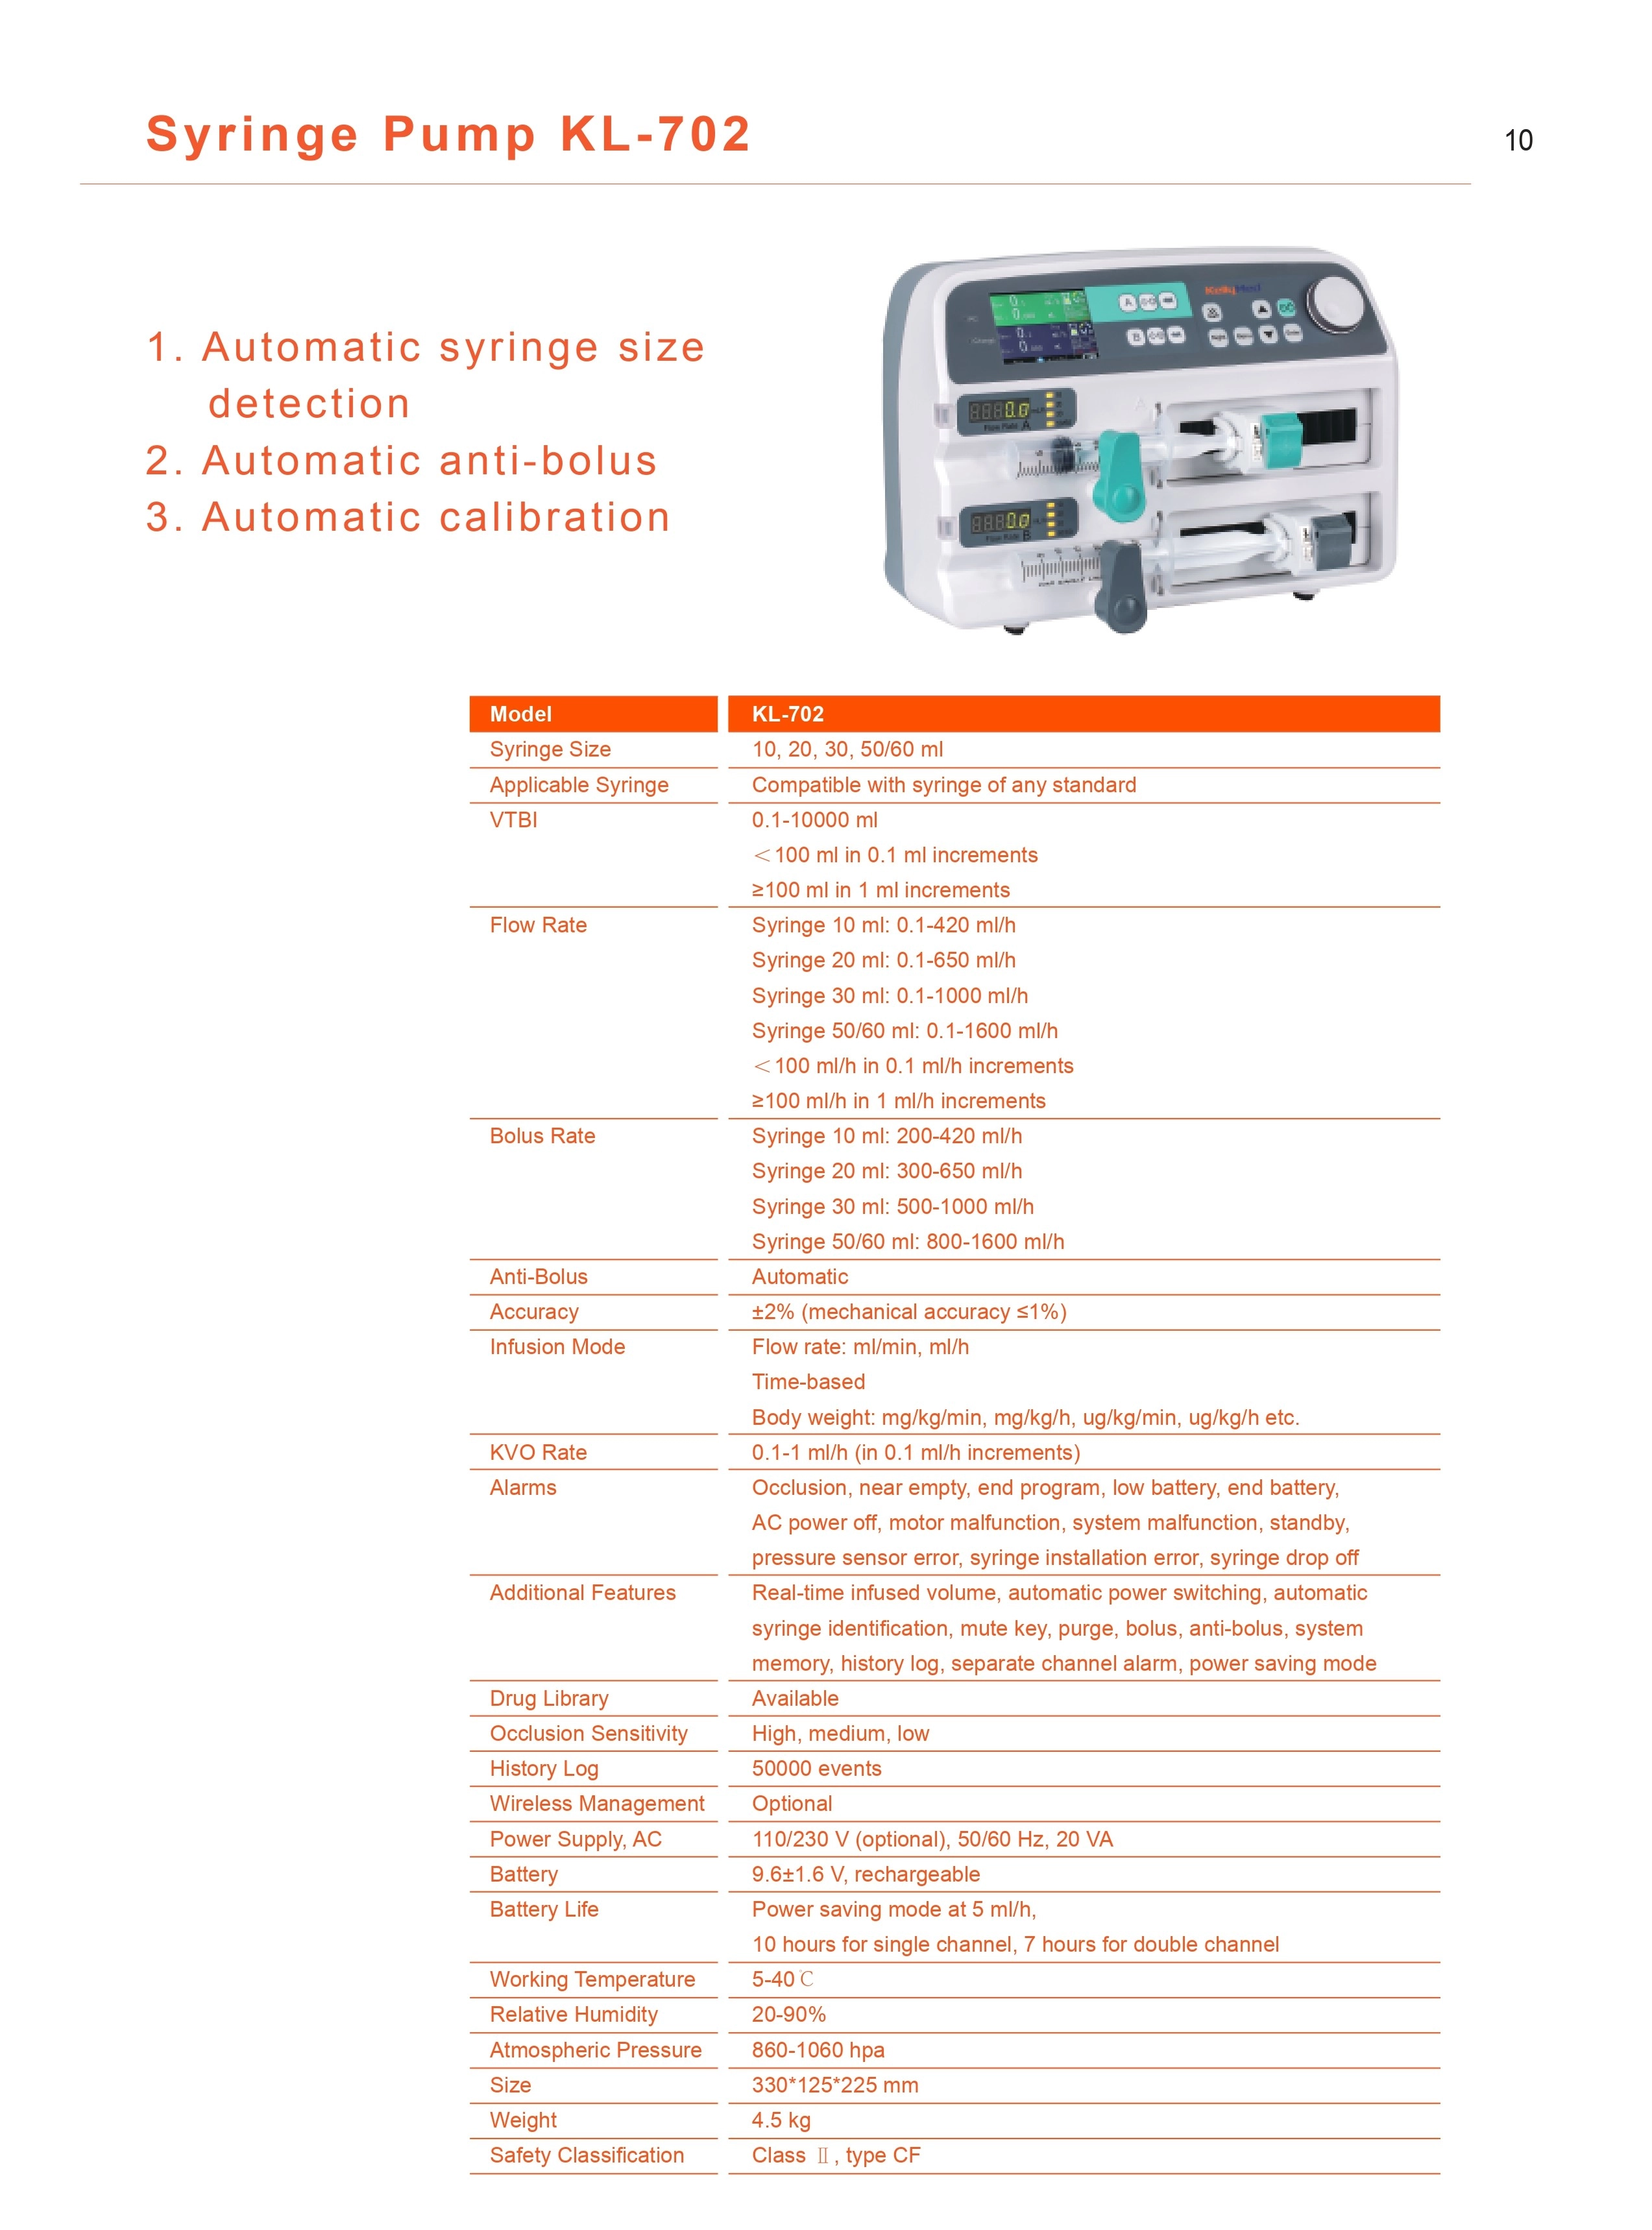 Syringe Pump KL-702
10
1. Automatic syringe size
detection
2. Automatic anti-bolus
3. Automatic calibration
KellyMed
A
B
Flow Rate A
Flow Rate B
Model KL-702
Syringe Size 10, 20, 30, 50/60 ml
Applicable Syringe Compatible with syringe of any standard
VTBI 0.1-10000 ml
＜100 ml in 0.1 ml increments
≥100 ml in 1 ml increments
Flow Rate Syringe 10 ml: 0.1-420 ml/h
Syringe 20 ml: 0.1-650 ml/h
Syringe 30 ml: 0.1-1000 ml/h
Syringe 50/60 ml: 0.1-1600 ml/h
＜100 ml/h in 0.1 ml/h increments
≥100 ml/h in 1 ml/h increments
Bolus Rate Syringe 10 ml: 200-420 ml/h
Syringe 20 ml: 300-650 ml/h
Syringe 30 ml: 500-1000 ml/h
Syringe 50/60 ml: 800-1600 ml/h
Anti-Bolus Automatic
Accuracy ±2% (mechanical accuracy ≤1%)
Infusion Mode Flow rate: ml/min, ml/h
Time-based
Body weight: mg/kg/min, mg/kg/h, ug/kg/min, ug/kg/h etc.
KVO Rate 0.1-1 ml/h (in 0.1 ml/h increments)
Alarms Occlusion, near empty, end program, low battery, end battery,
AC power off, motor malfunction, system malfunction, standby,
pressure sensor error, syringe installation error, syringe drop off
Additional Features Real-time infused volume, automatic power switching, automatic
syringe identification, mute key, purge, bolus, anti-bolus, system
memory, history log, separate channel alarm, power saving mode
Drug Library Available
Occlusion Sensitivity High, medium, low
History Log 50000 events
Wireless Management Optional
Power Supply, AC 110/230 V (optional), 50/60 Hz, 20 VA
Battery 9.6±1.6 V, rechargeable
Battery Life Power saving mode at 5 ml/h,
10 hours for single channel, 7 hours for double channel
Working Temperature 5-40℃
Relative Humidity 20-90%
Atmospheric Pressure 860-1060 hpa
Size 330*125*225 mm
Weight 4.5 kg
Safety Classification Class Ⅱ, type CF